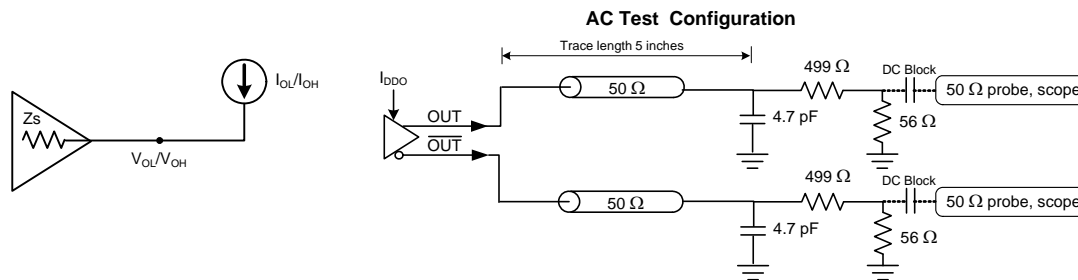 AC Test Configuration
Trace length 5 inches
I_OL/I_OH
Zs
V_OL/V_OH
I_DDO
OUT
OUT
50 Ω
4.7 pF
499 Ω
56 Ω
DC Block
50 Ω probe, scope
50 Ω
4.7 pF
499 Ω
56 Ω
DC Block
50 Ω probe, scope